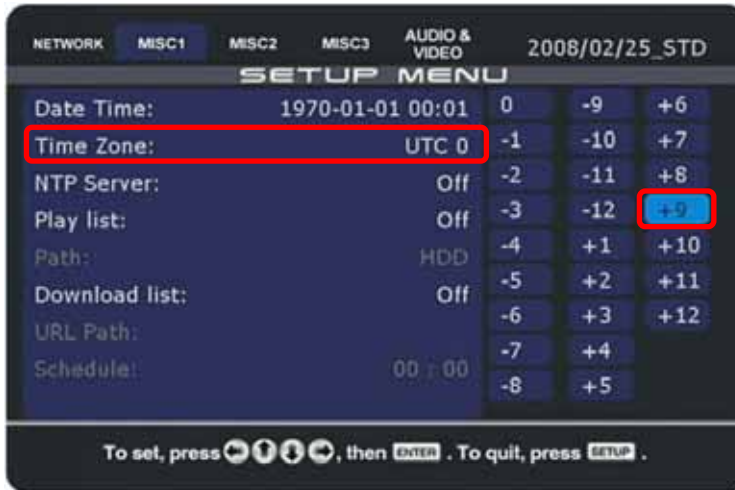 NETWORK MISC1 MISC2 MISC3 AUDIO & VIDEO 2008/02/25_STD
SETUP MENU
Date Time: 1970-01-01 00:01 0 -9 +6
Time Zone: UTC 0 -1 -10 +7
NTP Server: Off -2 -11 +8
Play list: Off -3 -12 +9
Path: HDD -4 +1 +10
Download list: Off -5 +2 +11
URL Path: -6 +3 +12
Schedule: 00 : 00 -7 +4
-8 +5
To set, press , then ENTER . To quit, press SETUP .